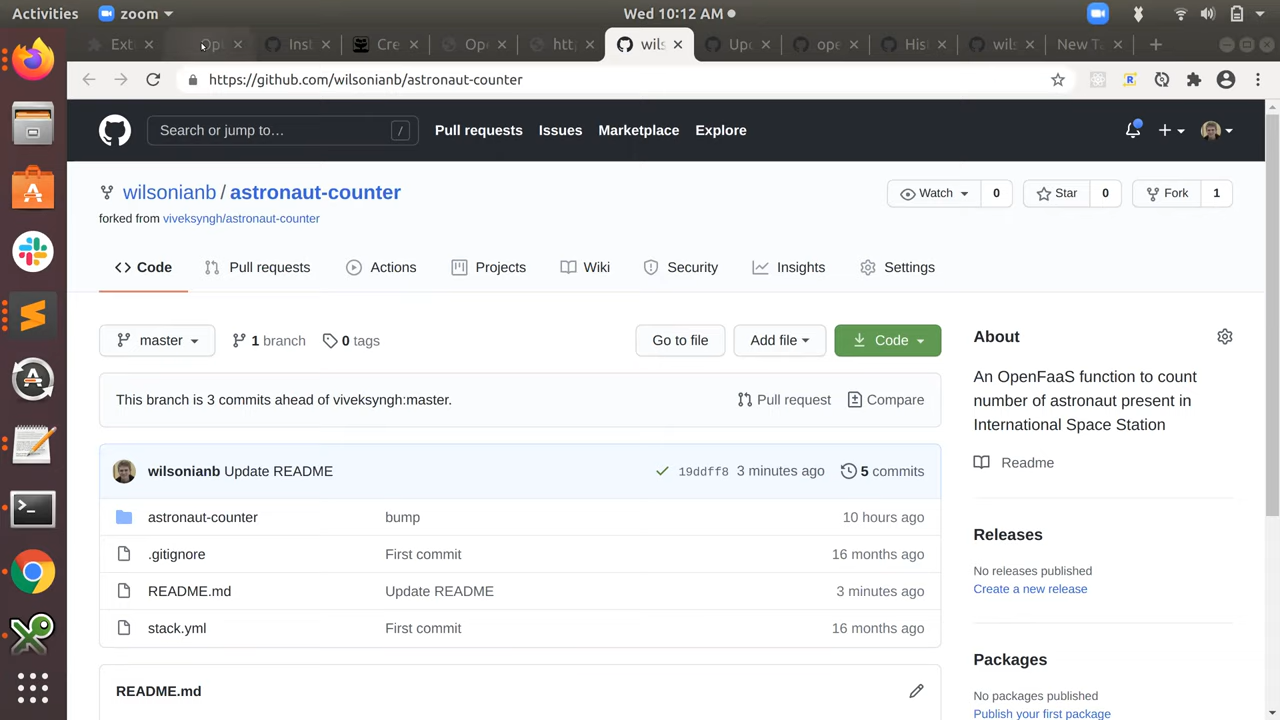 Activities
zoom
Wed 10:12 AM
Ext
Opt
Inst
Cre
Ope
http
wils
Upc
ope
Hist
wils
New Ta
https://github.com/wilsonianb/astronaut-counter
Search or jump to…
/
Pull requests
Issues
Marketplace
Explore
wilsonianb / astronaut-counter
forked from viveksyngh/astronaut-counter
Watch 0
Star 0
Fork 1
Code
Pull requests
Actions
Projects
Wiki
Security
Insights
Settings
master
1 branch
0 tags
Go to file
Add file
Code
This branch is 3 commits ahead of viveksyngh:master.
Pull request
Compare
wilsonianb Update README
19ddff8 3 minutes ago
5 commits
astronaut-counter bump 10 hours ago
.gitignore First commit 16 months ago
README.md Update README 3 minutes ago
stack.yml First commit 16 months ago
README.md
About
An OpenFaaS function to count
number of astronaut present in
International Space Station
Readme
Releases
No releases published
Create a new release
Packages
No packages published
Publish your first package